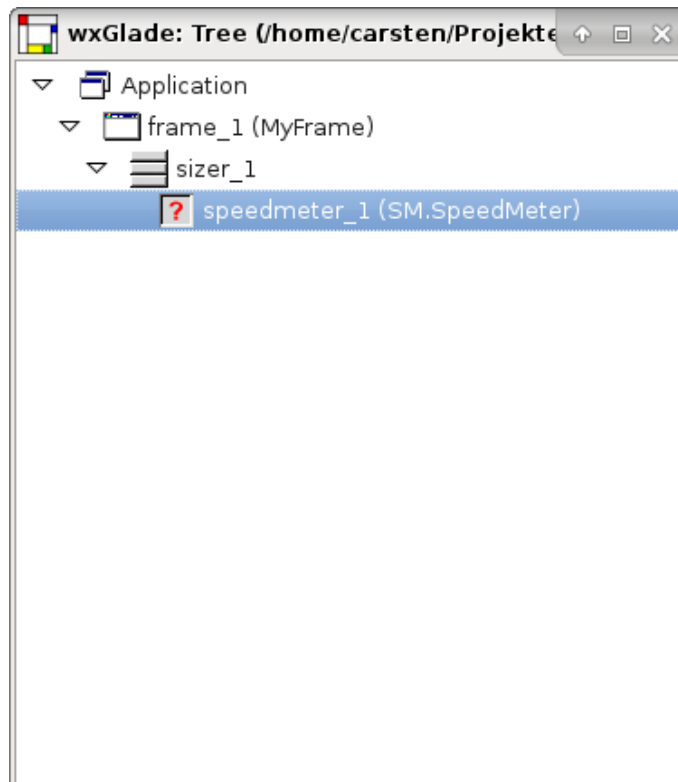 wxGlade: Tree (/home/carsten/Projekte
Application
frame_1 (MyFrame)
sizer_1
? speedmeter_1 (SM.SpeedMeter)